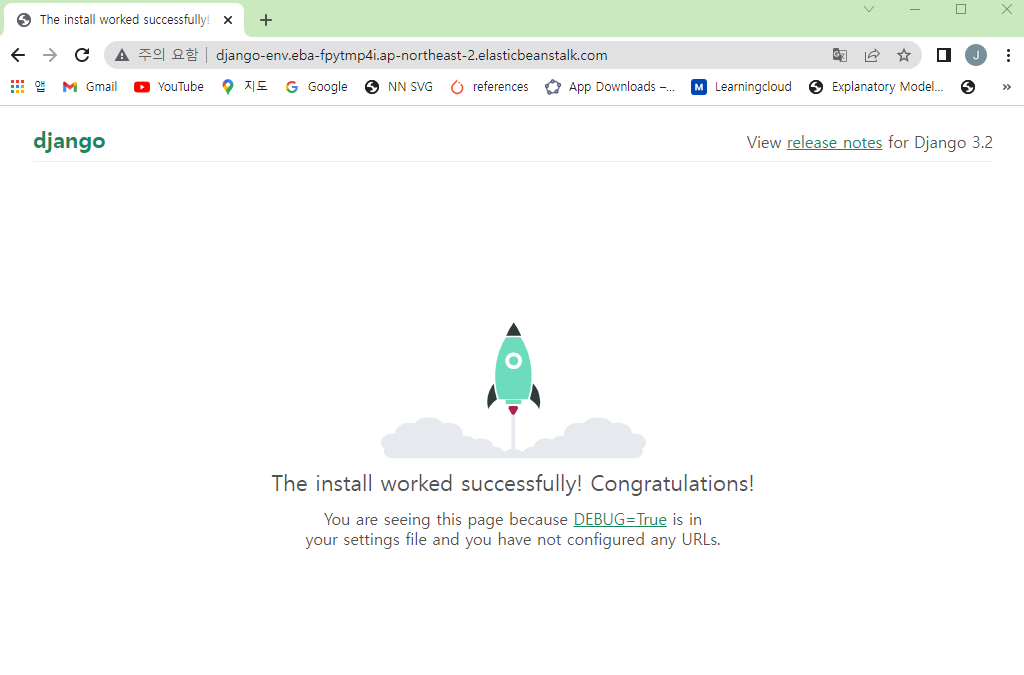 The install worked successfully!
주의 요함 django-env.eba-fpytmp4i.ap-northeast-2.elasticbeanstalk.com J
앱 Gmail YouTube 지도 Google NN SVG references App Downloads –... M Learningcloud Explanatory Model... »
django View release notes for Django 3.2
The install worked successfully! Congratulations!
You are seeing this page because DEBUG=True is in
your settings file and you have not configured any URLs.